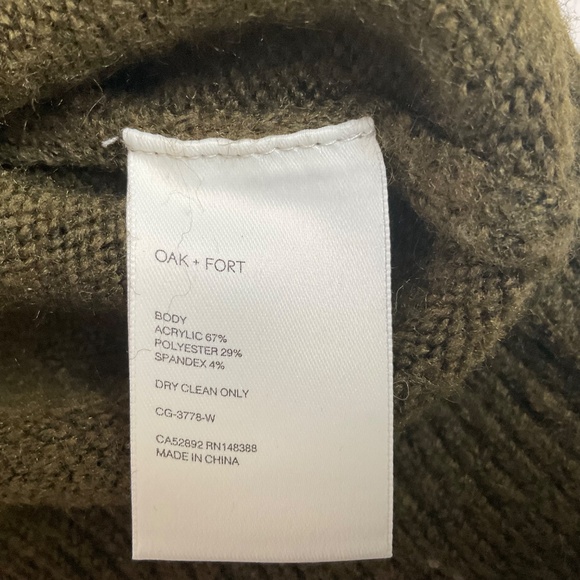 OAK + FORT
BODY
ACRYLIC 67%
POLYESTER 29%
SPANDEX 4%
DRY CLEAN ONLY
CG-3778-W
CA52892 RN148388
MADE IN CHINA